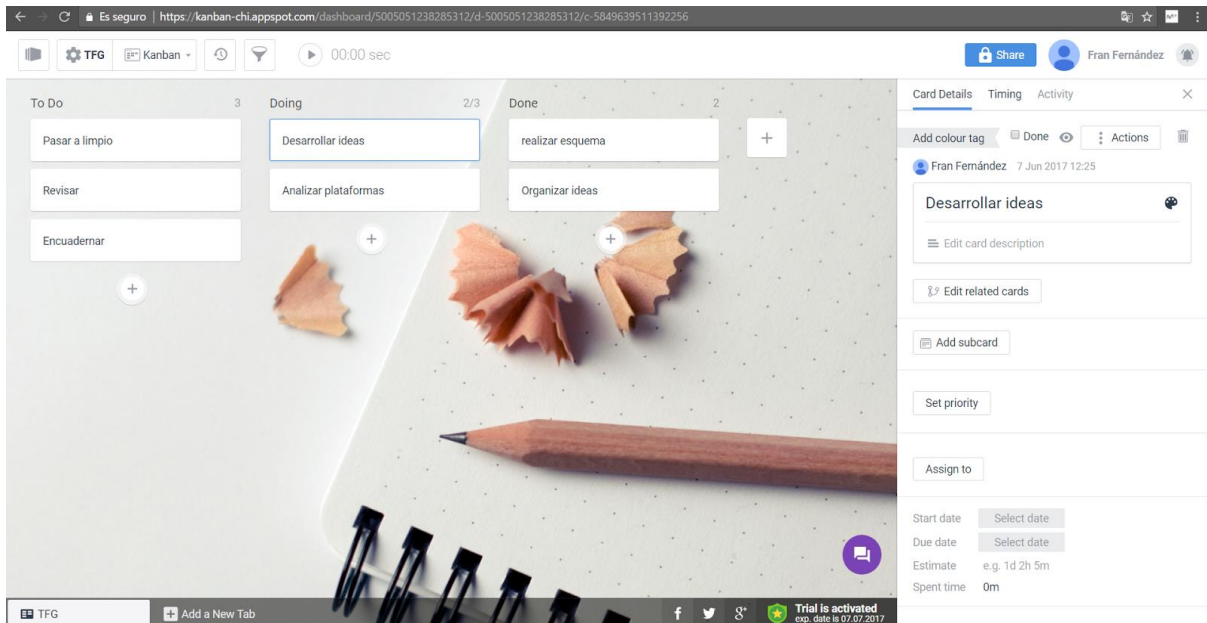 Es seguro | https://kanban-chi.appspot.com/dashboard/5005051238285312/d-5005051238285312/c-5849639511392256
TFG Kanban 00:00 sec Share Fran Fernández
To Do 3
Pasar a limpio
Revisar
Encuadernar
Doing 2/3
Desarrollar ideas
Analizar plataformas
Done 2
realizar esquema
Organizar ideas
Card Details Timing Activity
Add colour tag Done Actions
Fran Fernández 7 Jun 2017 12:25
Desarrollar ideas
Edit card description
Edit related cards
Add subcard
Set priority
Assign to
Start date Select date
Due date Select date
Estimate e.g. 1d 2h 5m
Spent time 0m
TFG Add a New Tab
Trial is activated
exp. date is 07.07.2017